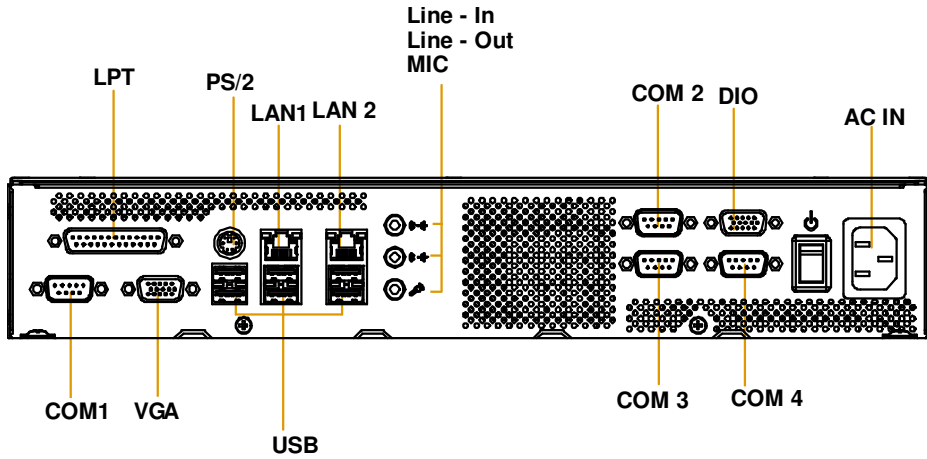 Line - In
Line - Out
MIC
LPT
PS/2
LAN1
LAN 2
COM 2
DIO
AC IN
COM1
VGA
USB
COM 3
COM 4